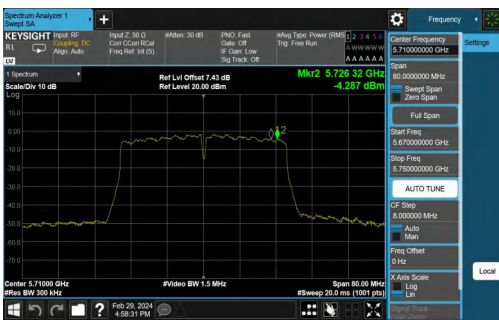 Spectrum Analyzer 1
Swept SA
+
Frequency
KEYSIGHT
Input: RF
Input Z: 50 Ω
#Atten: 30 dB
PNO: Fast
#Avg Type: Power (RMS)
1 2 3 4 5 6
RL
Coupling: DC
Corr CCorr RCal
Gate: Off
Trig: Free Run
Align: Auto
Freq Ref: Int (S)
IF Gain: Low
A W W W W W
Sig Track: Off
A A A A A A
LXI
1 Spectrum
Ref Lvl Offset 7.43 dB
Mkr2 5.726 32 GHz
Scale/Div 10 dB
Ref Level 20.00 dBm
-4.287 dBm
Log
10.0
0.00
2
-10.0
-20.0
-30.0
-40.0
-50.0
-60.0
-70.0
Center 5.71000 GHz
#Video BW 1.5 MHz
Span 80.00 MHz
#Res BW 300 kHz
#Sweep 20.0 ms (1001 pts)
Center Frequency
5.710000000 GHz
Settings
Span
80.0000000 MHz
Swept Span
Zero Span
Full Span
Start Freq
5.670000000 GHz
Stop Freq
5.750000000 GHz
AUTO TUNE
CF Step
8.000000 MHz
Auto
Man
Freq Offset
0 Hz
X Axis Scale
Log
Lin
Local
Signal Track
?
Feb 29, 2024
4:58:31 PM